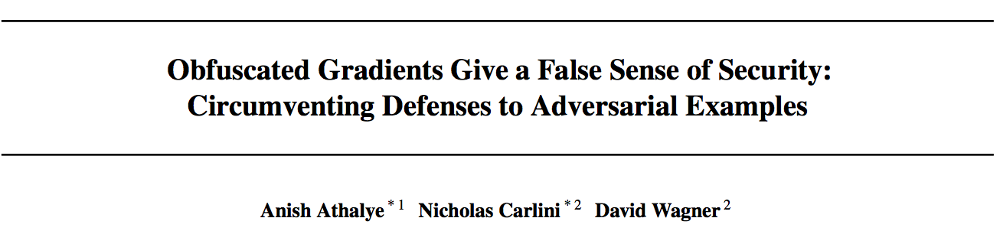 Obfuscated Gradients Give a False Sense of Security:
Circumventing Defenses to Adversarial Examples
Anish Athalye * 1 Nicholas Carlini * 2 David Wagner 2